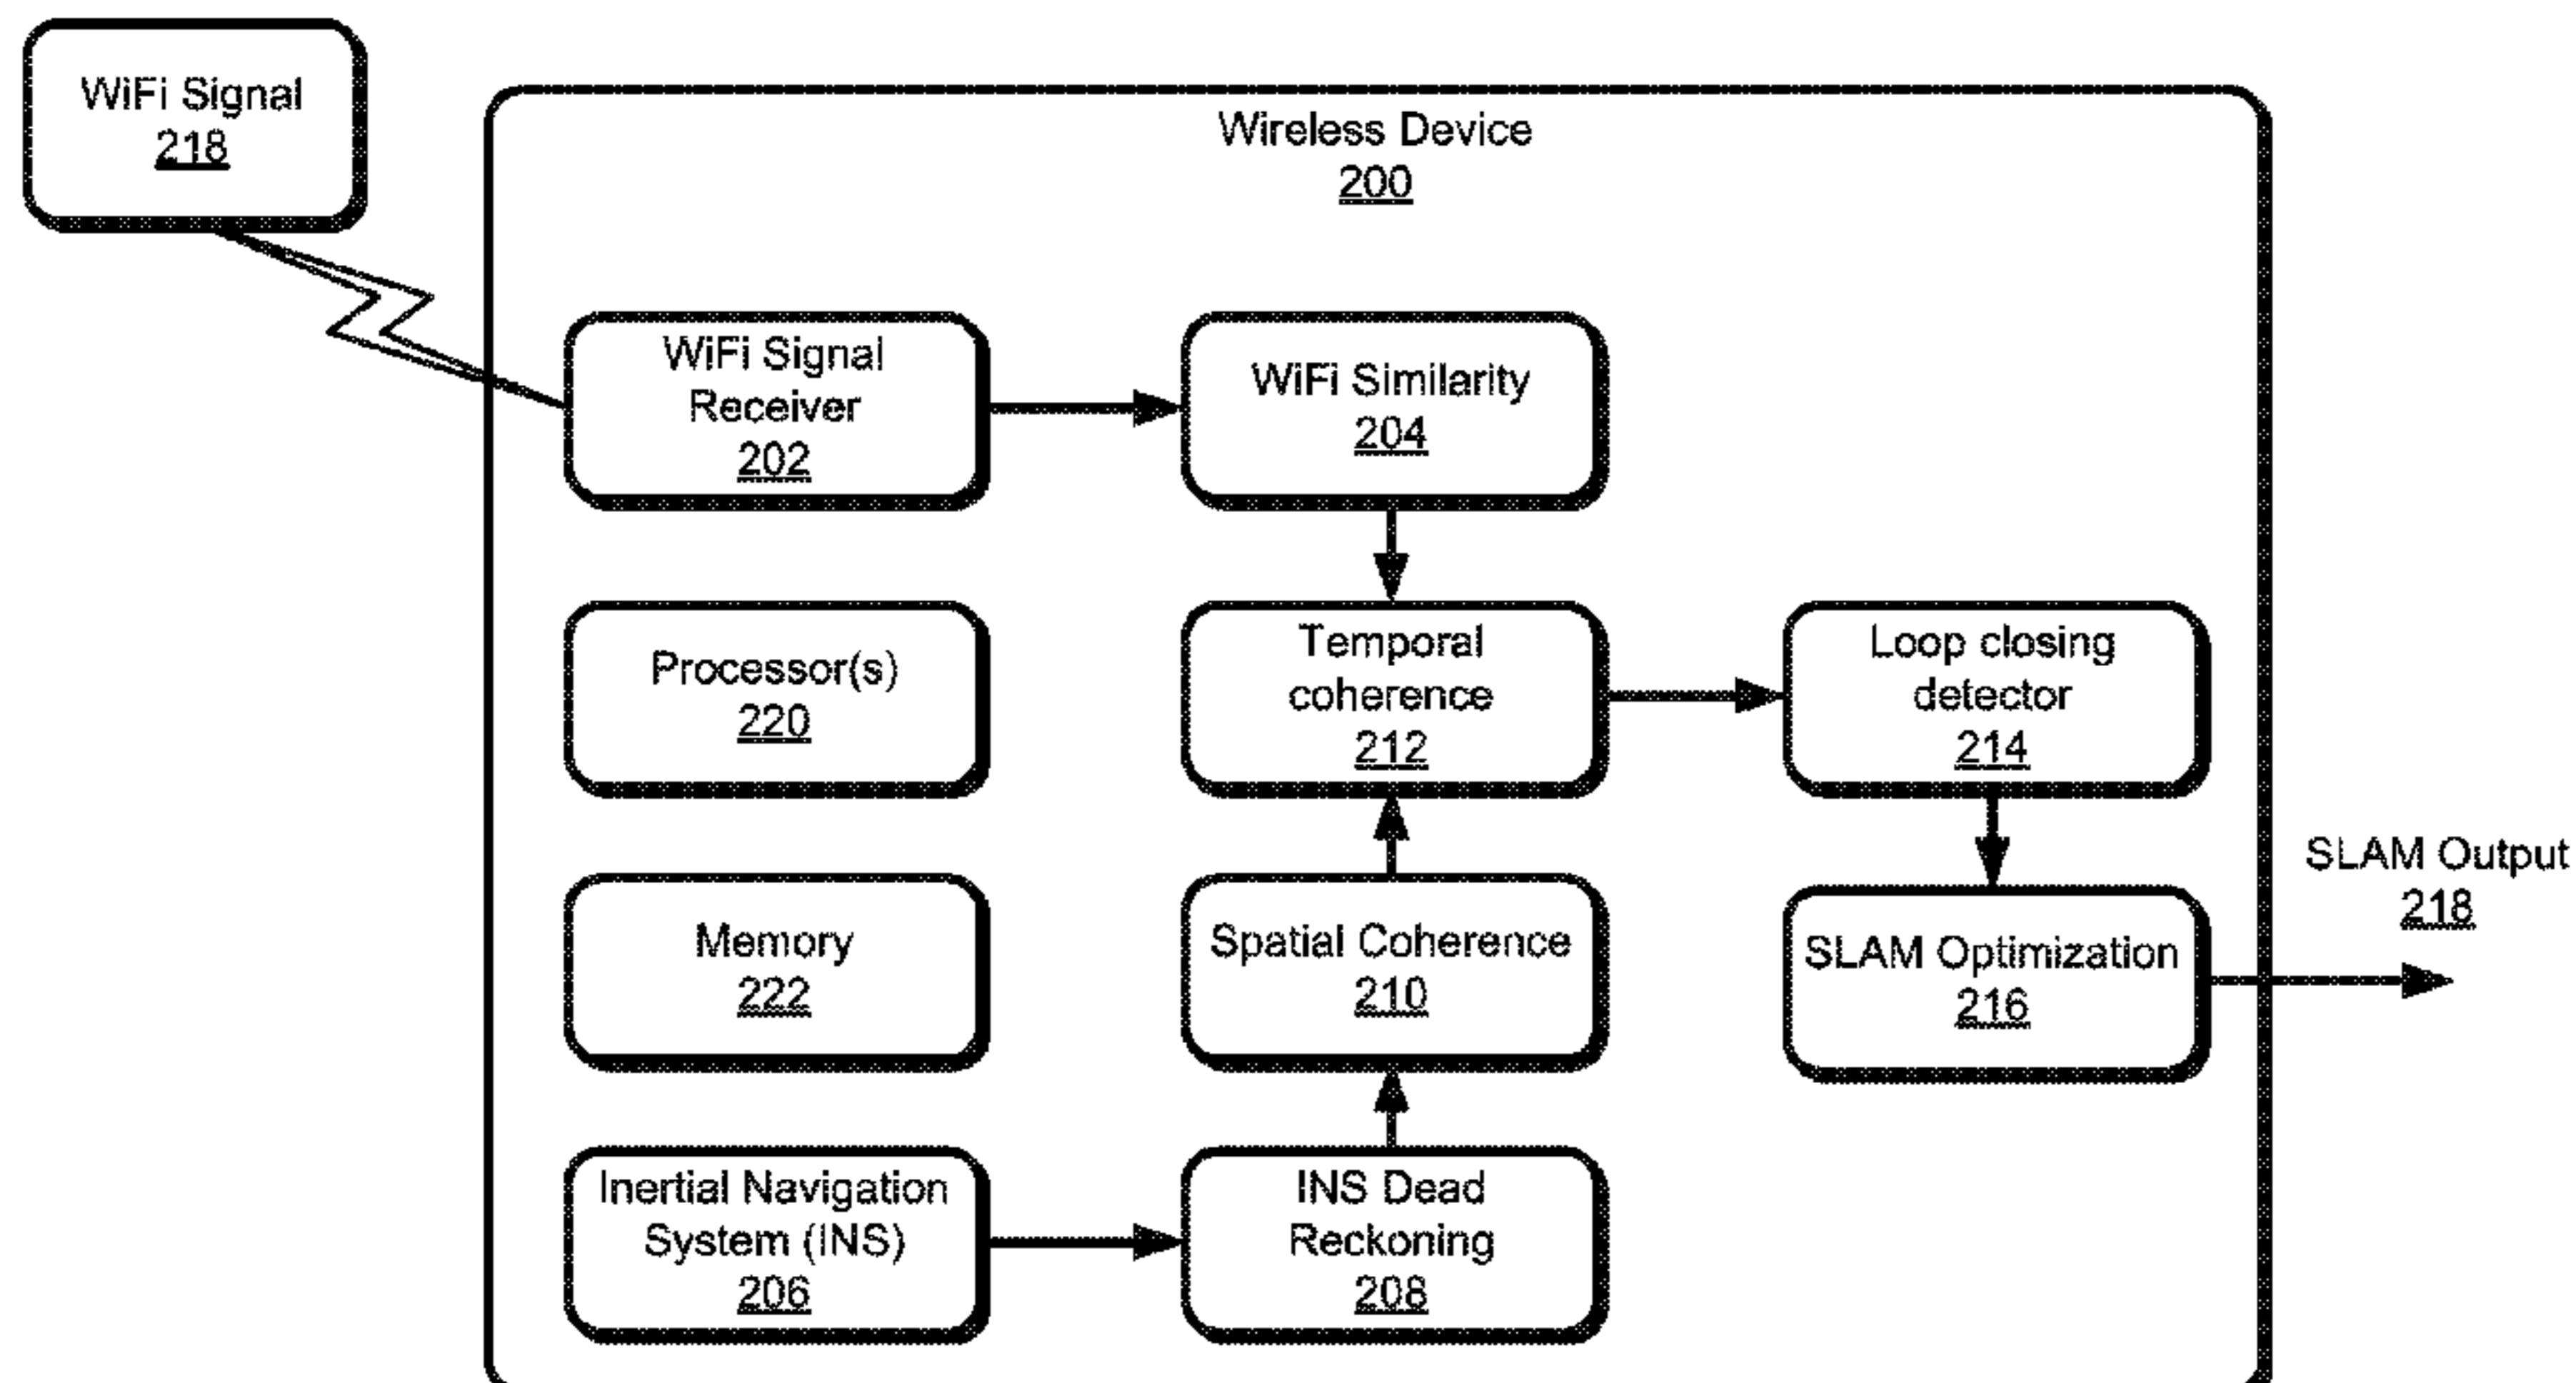 WiFi Signal
218
Wireless Device
200
WiFi Signal
Receiver
202
WiFi Similarity
204
Processor(s)
220
Temporal
coherence
212
Loop closing
detector
214
Memory
222
Spatial Coherence
210
SLAM Optimization
216
SLAM Output
218
Inertial Navigation
System (INS)
206
INS Dead
Reckoning
208